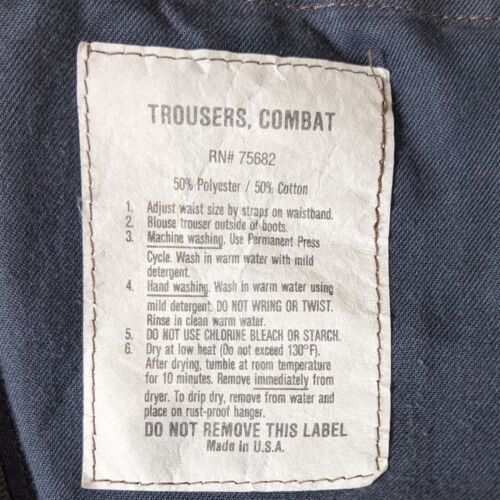 TROUSERS, COMBAT
RN# 75682
50% Polyester / 50% Cotton
1. Adjust waist size by straps on waistband.
2. Blouse trouser outside of boots.
3. Machine washing. Use Permanent Press
Cycle. Wash in warm water with mild
detergent.
4. Hand washing. Wash in warm water using
mild detergent. DO NOT WRING OR TWIST.
Rinse in clean warm water.
5. DO NOT USE CHLORINE BLEACH OR STARCH.
6. Dry at low heat (Do not exceed 130°F).
After drying, tumble at room temperature
for 10 minutes. Remove immediately from
dryer. To drip dry, remove from water and
place on rust-proof hanger.
DO NOT REMOVE THIS LABEL
Made in U.S.A.